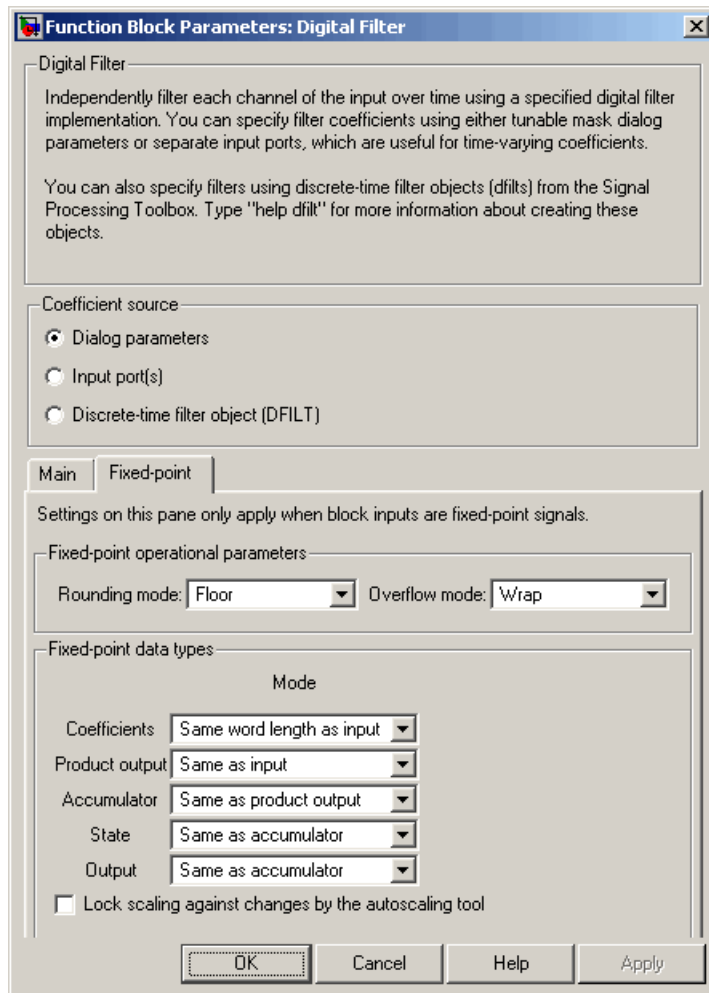 Function Block Parameters: Digital Filter
Digital Filter
Independently filter each channel of the input over time using a specified digital filter
implementation. You can specify filter coefficients using either tunable mask dialog
parameters or separate input ports, which are useful for time-varying coefficients.
You can also specify filters using discrete-time filter objects (dfilts) from the Signal
Processing Toolbox. Type "help dfilt" for more information about creating these
objects.
Coefficient source
Dialog parameters
Input port(s)
Discrete-time filter object (DFILT)
Main Fixed-point
Settings on this pane only apply when block inputs are fixed-point signals.
Fixed-point operational parameters
Rounding mode: Floor Overflow mode: Wrap
Fixed-point data types
Mode
Coefficients Same word length as input
Product output Same as input
Accumulator Same as product output
State Same as accumulator
Output Same as accumulator
Lock scaling against changes by the autoscaling tool
OK Cancel Help Apply